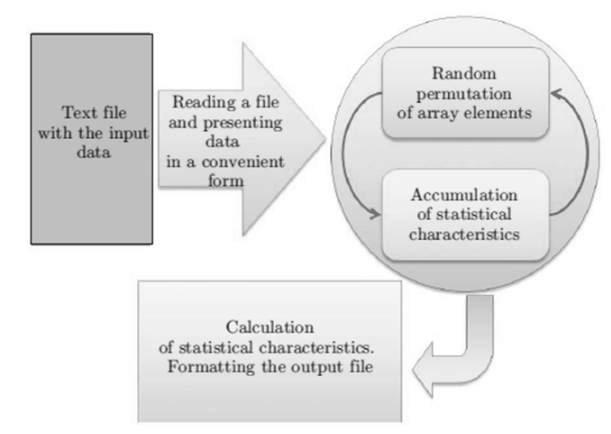 Text file
with the input
data
Reading a file
and presenting
data
in a convenient
form
Random
permutation
of array elements
Accumulation
of statistical
characteristics
Calculation
of statistical characteristics.
Formatting the output file